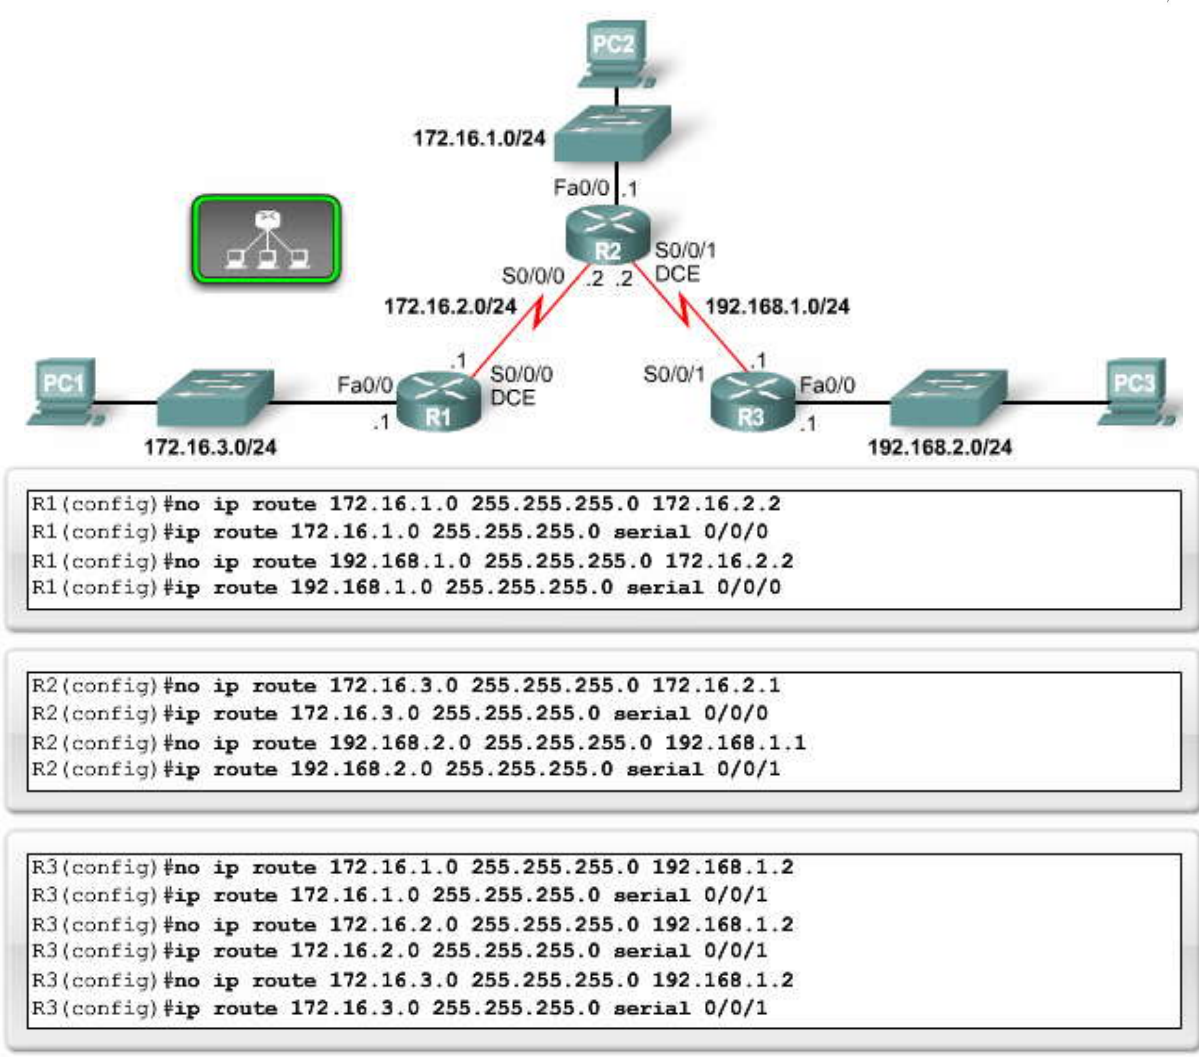 PC2
172.16.1.0/24
Fa0/0 .1
R2
S0/0/1
DCE
S0/0/0 .2 .2
172.16.2.0/24
192.168.1.0/24
.1
S0/0/0
DCE
S0/0/1
.1
PC1
Fa0/0
.1
R1
R3
Fa0/0
.1
PC3
172.16.3.0/24
192.168.2.0/24
R1(config)#no ip route 172.16.1.0 255.255.255.0 172.16.2.2
R1(config)#ip route 172.16.1.0 255.255.255.0 serial 0/0/0
R1(config)#no ip route 192.168.1.0 255.255.255.0 172.16.2.2
R1(config)#ip route 192.168.1.0 255.255.255.0 serial 0/0/0
R2(config)#no ip route 172.16.3.0 255.255.255.0 172.16.2.1
R2(config)#ip route 172.16.3.0 255.255.255.0 serial 0/0/0
R2(config)#no ip route 192.168.2.0 255.255.255.0 192.168.1.1
R2(config)#ip route 192.168.2.0 255.255.255.0 serial 0/0/1
R3(config)#no ip route 172.16.1.0 255.255.255.0 192.168.1.2
R3(config)#ip route 172.16.1.0 255.255.255.0 serial 0/0/1
R3(config)#no ip route 172.16.2.0 255.255.255.0 192.168.1.2
R3(config)#ip route 172.16.2.0 255.255.255.0 serial 0/0/1
R3(config)#no ip route 172.16.3.0 255.255.255.0 192.168.1.2
R3(config)#ip route 172.16.3.0 255.255.255.0 serial 0/0/1